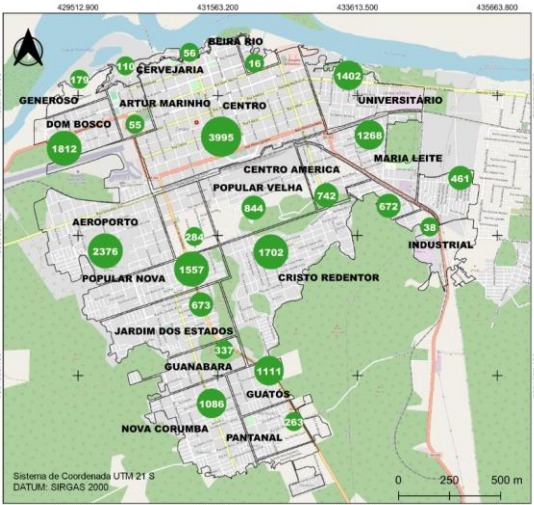 429512.900 431563.200 433613.500 435663.800
BEIRA RIO
56
110
16
CERVEJARIA
1402
179
GENEROSO
ARTUR MARINHO
CENTRO
UNIVERSITÁRIO
DOM BOSCO
55
3995
1268
1812
MARIA LEITE
CENTRO AMERICA
461
POPULAR VELHA
742
844
672
AEROPORTO
38
284
INDUSTRIAL
2376
1702
1557
POPULAR NOVA
CRISTO REDENTOR
673
JARDIM DOS ESTADOS
337
GUANABARA
1111
GUATÓS
1086
263
NOVA CORUMBA
PANTANAL
Sistema de Coordenada UTM 21 S
DATUM: SIRGAS 2000
0 250 500 m